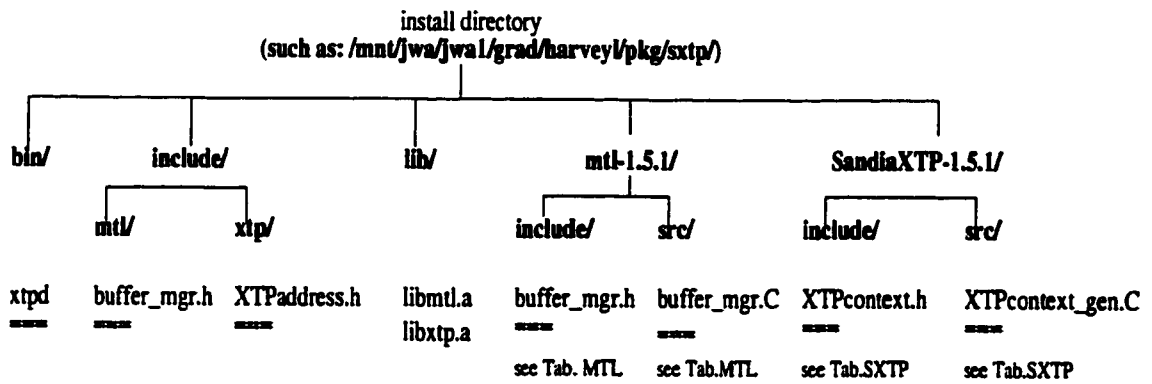 install directory
(such as: /mnt/jwa/jwa1/grad/harveyl/pkg/sxtp/)
bin/ include/ lib/ mtl-1.5.1/ SandiaXTP-1.5.1/
mtl/ xtp/ include/ src/ include/ src/
xtpd buffer_mgr.h XTPaddress.h libmtl.a buffer_mgr.h buffer_mgr.C XTPcontext.h XTPcontext_gen.C
libxtp.a
see Tab. MTL see Tab.MTL see Tab.SXTP see Tab.SXTP